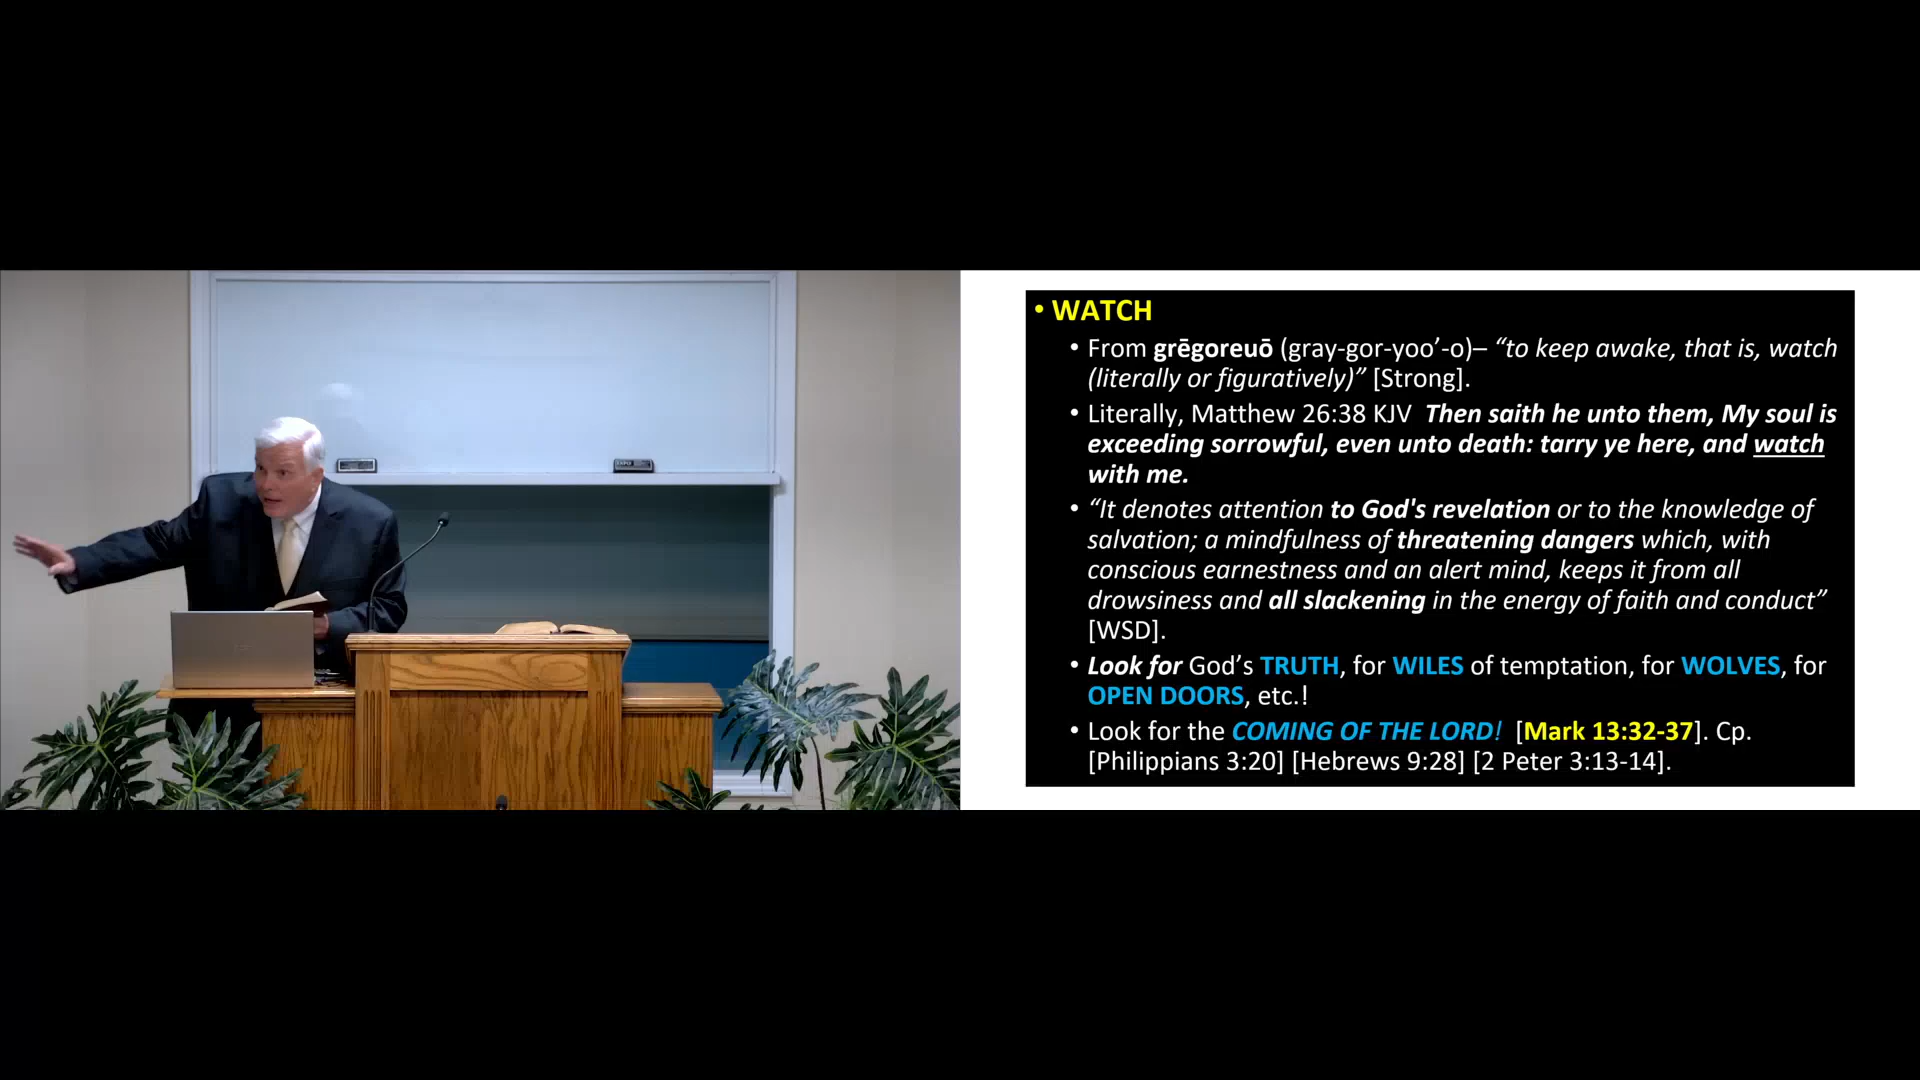 • WATCH
• From grēgoreuō (gray-gor-yoo’-o)– “to keep awake, that is, watch
(literally or figuratively)” [Strong].
• Literally, Matthew 26:38 KJV Then saith he unto them, My soul is
exceeding sorrowful, even unto death: tarry ye here, and watch
with me.
• “It denotes attention to God's revelation or to the knowledge of
salvation; a mindfulness of threatening dangers which, with
conscious earnestness and an alert mind, keeps it from all
drowsiness and all slackening in the energy of faith and conduct”
[WSD].
• Look for God’s TRUTH, for WILES of temptation, for WOLVES, for
OPEN DOORS, etc.!
• Look for the COMING OF THE LORD! [Mark 13:32-37]. Cp.
[Philippians 3:20] [Hebrews 9:28] [2 Peter 3:13-14].